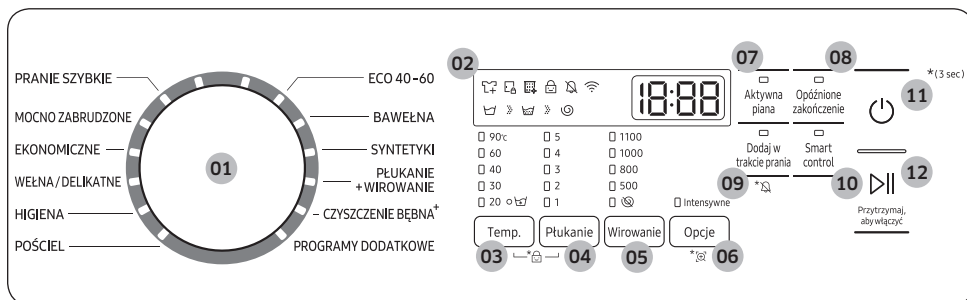 PRANIE SZYBKIE
MOCNO ZABRUDZONE
EKONOMICZNE
WEŁNA / DELIKATNE
HIGIENA
POŚCIEL
01
ECO 40-60
BAWEŁNA
SYNTETYKI
PŁUKANIE
+WIROWANIE
CZYSZCZENIE BĘBNA+
PROGRAMY DODATKOWE
02
18:88
90℃ 5 1100
60 4 1000
40 3 800
30 2 500
20 1 Intensywne
Temp. Płukanie Wirowanie Opcje
03 * 04 05 * 06
07 08
Aktywna
piana
Opóźnione
zakończenie
Dodaj w
trakcie prania
Smart
control
09 * 10
*(3 sec)
11
12
Przytrzymaj,
aby włączyć